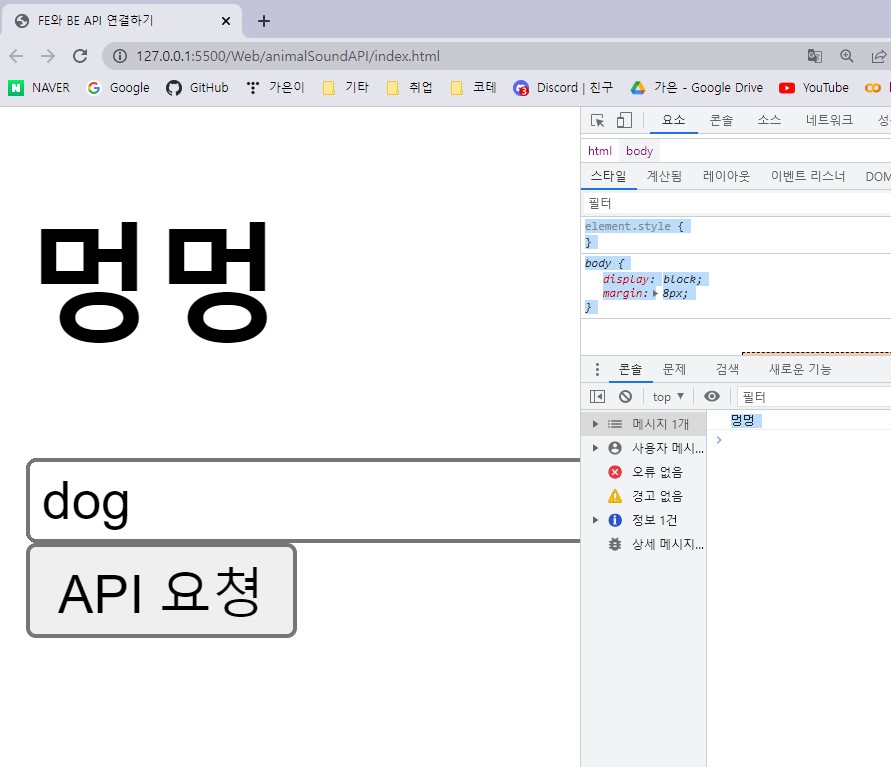 FE와 BE API 연결하기
127.0.0.1:5500/Web/animalSoundAPI/index.html
NAVER Google GitHub 가은이 기타 취업 코테 Discord | 친구 가은 - Google Drive YouTube
요소 콘솔 소스 네트워크 성
html body
스타일 계산됨 레이아웃 이벤트 리스너 DOM
필터
element.style {
}
body {
display: block;
margin: 8px;
}
멍멍
콘솔 문제 검색 새로운 기능
top 필터
메시지 1개
사용자 메시...
오류 없음
경고 없음
정보 1건
상세 메시지...
멍멍
dog
API 요쳥